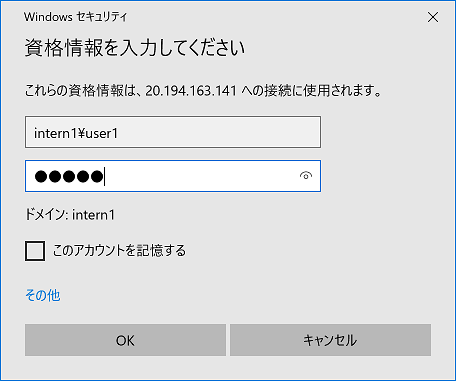 Windows セキュリティ
資格情報を入力してください
これらの資格情報は、20.194.163.141 への接続に使用されます。
intern1¥user1
●●●●●
ドメイン: intern1
このアカウントを記憶する
その他
OK キャンセル